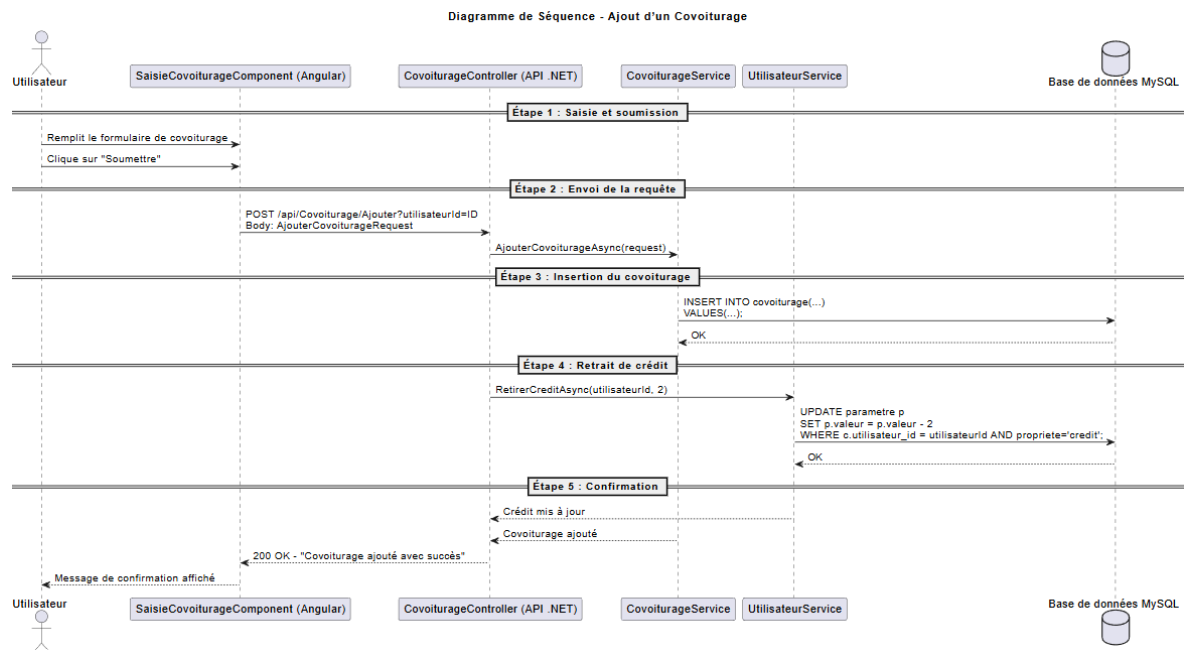 Diagramme de Séquence - Ajout d'un Covoiturage
Utilisateur
SaisieCovoiturageComponent (Angular)
CovoiturageController (API .NET)
CovoiturageService
UtilisateurService
Base de données MySQL
Étape 1 : Saisie et soumission
Remplit le formulaire de covoiturage
Clique sur "Soumettre"
Étape 2 : Envoi de la requête
POST /api/Covoiturage/Ajouter?utilisateurId=ID
Body: AjouterCovoiturageRequest
AjouterCovoiturageAsync(request)
Étape 3 : Insertion du covoiturage
INSERT INTO covoiturage(...)
VALUES(...);
OK
Étape 4 : Retrait de crédit
RetirerCreditAsync(utilisateurId, 2)
UPDATE parametre p
SET p.valeur = p.valeur - 2
WHERE c.utilisateur_id = utilisateurId AND propriete='credit';
OK
Étape 5 : Confirmation
Crédit mis à jour
Covoiturage ajouté
200 OK - "Covoiturage ajouté avec succès"
Message de confirmation affiché
Utilisateur
SaisieCovoiturageComponent (Angular)
CovoiturageController (API .NET)
CovoiturageService
UtilisateurService
Base de données MySQL